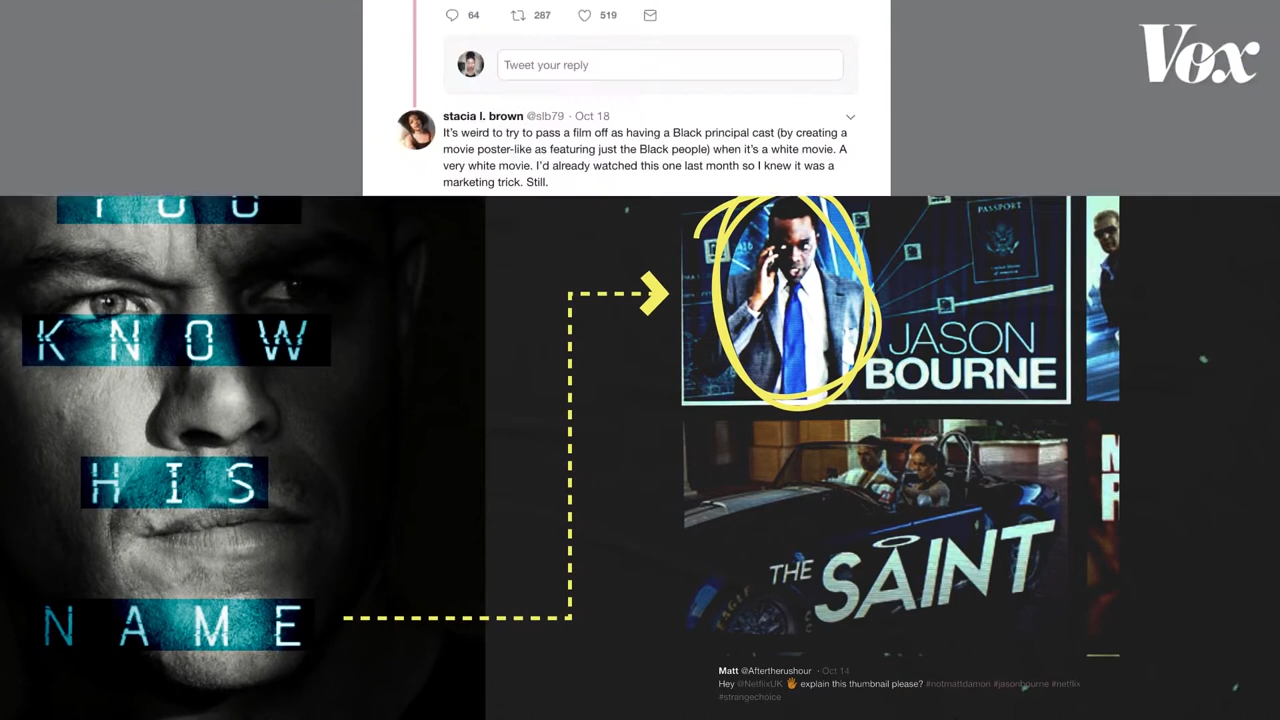 64 287 519
Vox
Tweet your reply
stacia l. brown @slb79 · Oct 18
It's weird to try to pass a film off as having a Black principal cast (by creating a
movie poster-like as featuring just the Black people) when it's a white movie. A
very white movie. I'd already watched this one last month so I knew it was a
marketing trick. Still.
YOU
KNOW
HIS
NAME
PASSPORT
JASON
BOURNE
THE SAINT
EAGLE
Matt @Aftertherushour · Oct 14
Hey @NetflixUK 🖐 explain this thumbnail please? #notmattdamon #jasonbourne #netflix
#strangechoice